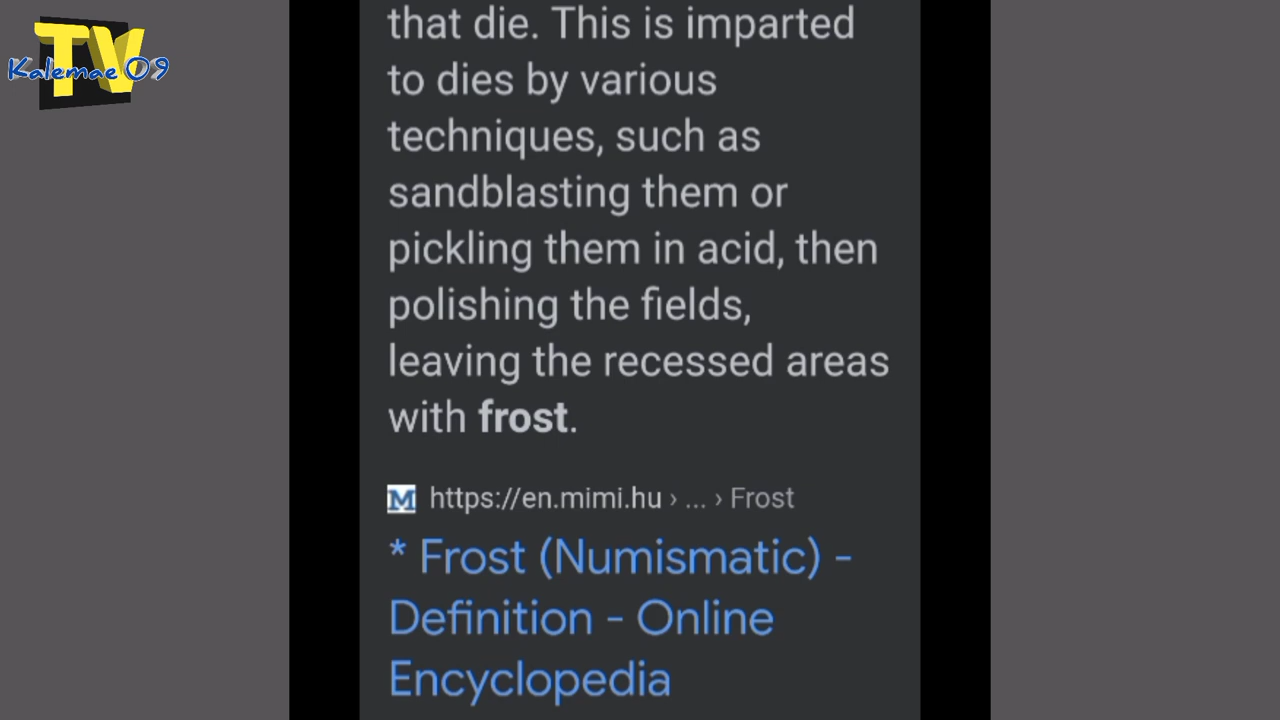 TV
Kalemae 09
that die. This is imparted
to dies by various
techniques, such as
sandblasting them or
pickling them in acid, then
polishing the fields,
leaving the recessed areas
with frost.
M https://en.mimi.hu › ... › Frost
* Frost (Numismatic) -
Definition - Online
Encyclopedia